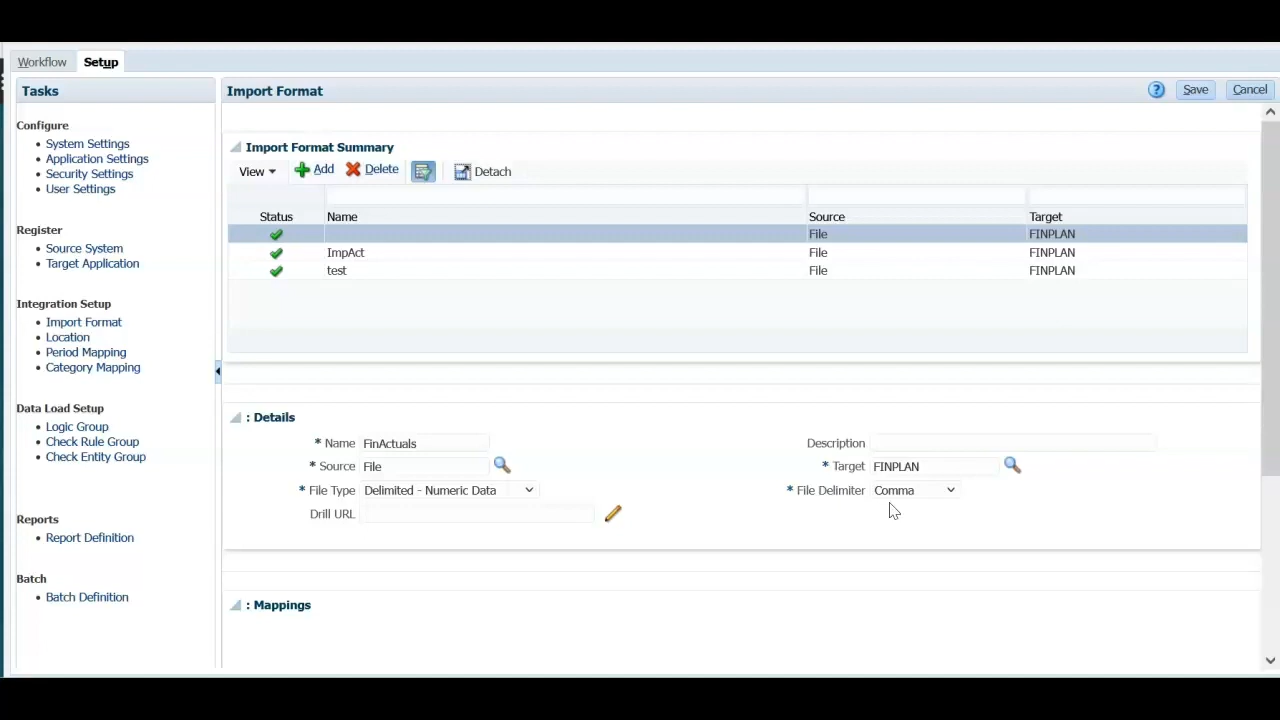 Workflow Setup
Tasks
Configure
System Settings
Application Settings
Security Settings
User Settings
Register
Source System
Target Application
Integration Setup
Import Format
Location
Period Mapping
Category Mapping
Data Load Setup
Logic Group
Check Rule Group
Check Entity Group
Reports
Report Definition
Batch
Batch Definition
Import Format ? Save Cancel
Import Format Summary
View Add Delete Detach
Status Name Source Target
File FINPLAN
ImpAct File FINPLAN
test File FINPLAN
: Details
* Name FinActuals Description
* Source File * Target FINPLAN
* File Type Delimited - Numeric Data * File Delimiter Comma
Drill URL
: Mappings